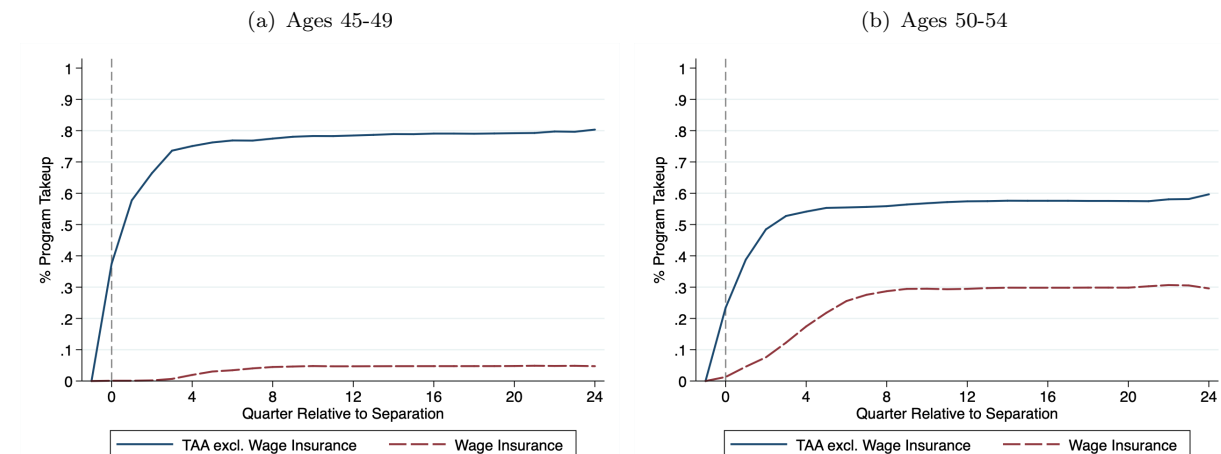 (a) Ages 45-49
% Program Takeup
1
.9
.8
.7
.6
.5
.4
.3
.2
.1
0
0 4 8 12 16 20 24
Quarter Relative to Separation
TAA excl. Wage Insurance Wage Insurance
(b) Ages 50-54
% Program Takeup
1
.9
.8
.7
.6
.5
.4
.3
.2
.1
0
0 4 8 12 16 20 24
Quarter Relative to Separation
TAA excl. Wage Insurance Wage Insurance